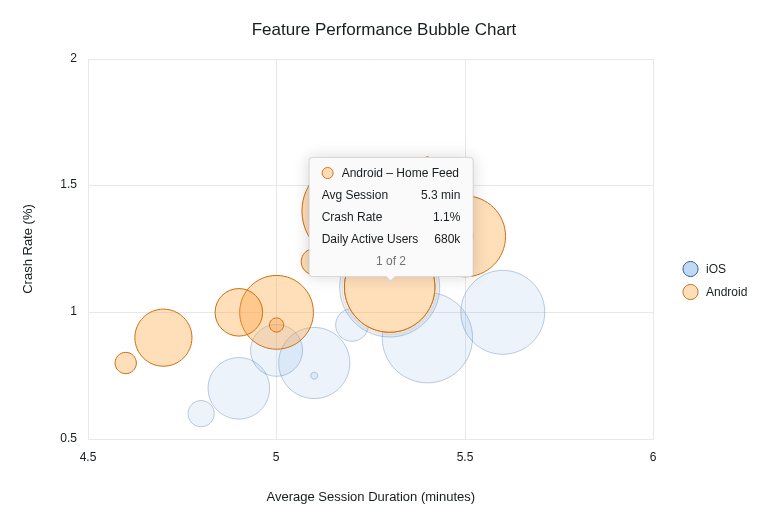 Feature Performance Bubble Chart
2
1.5
1
0.5
Crash Rate (%)
4.5
5
5.5
6
Average Session Duration (minutes)
Android – Home Feed
Avg Session 5.3 min
Crash Rate 1.1%
Daily Active Users 680k
1 of 2
iOS
Android